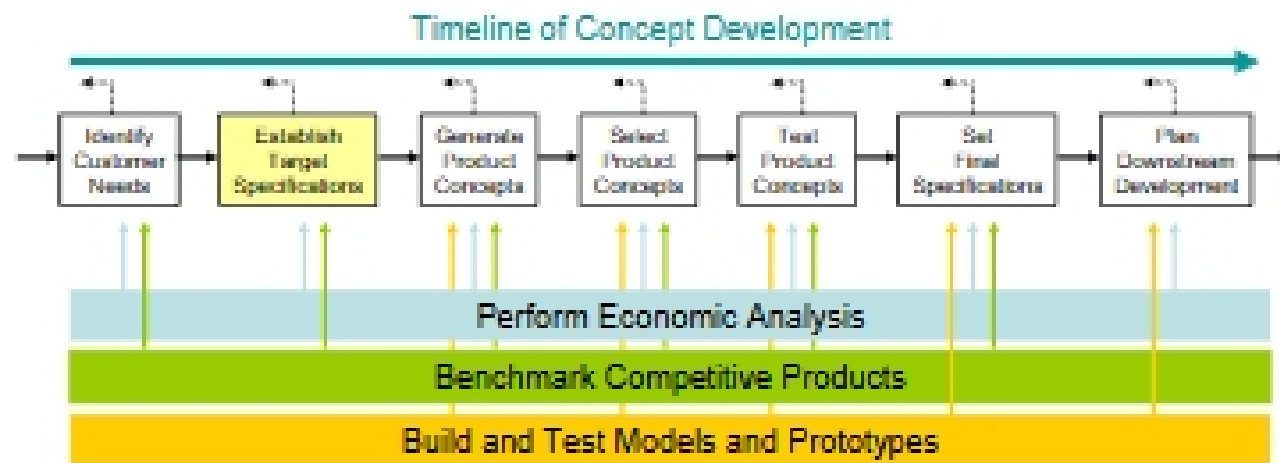 Timeline of Concept Development
Identify
Customer
Needs
Establish
Target
Specifications
Generate
Product
Concepts
Select
Product
Concepts
Test
Product
Concepts
Set
Final
Specifications
Plan
Downstream
Development
Perform Economic Analysis
Benchmark Competitive Products
Build and Test Models and Prototypes